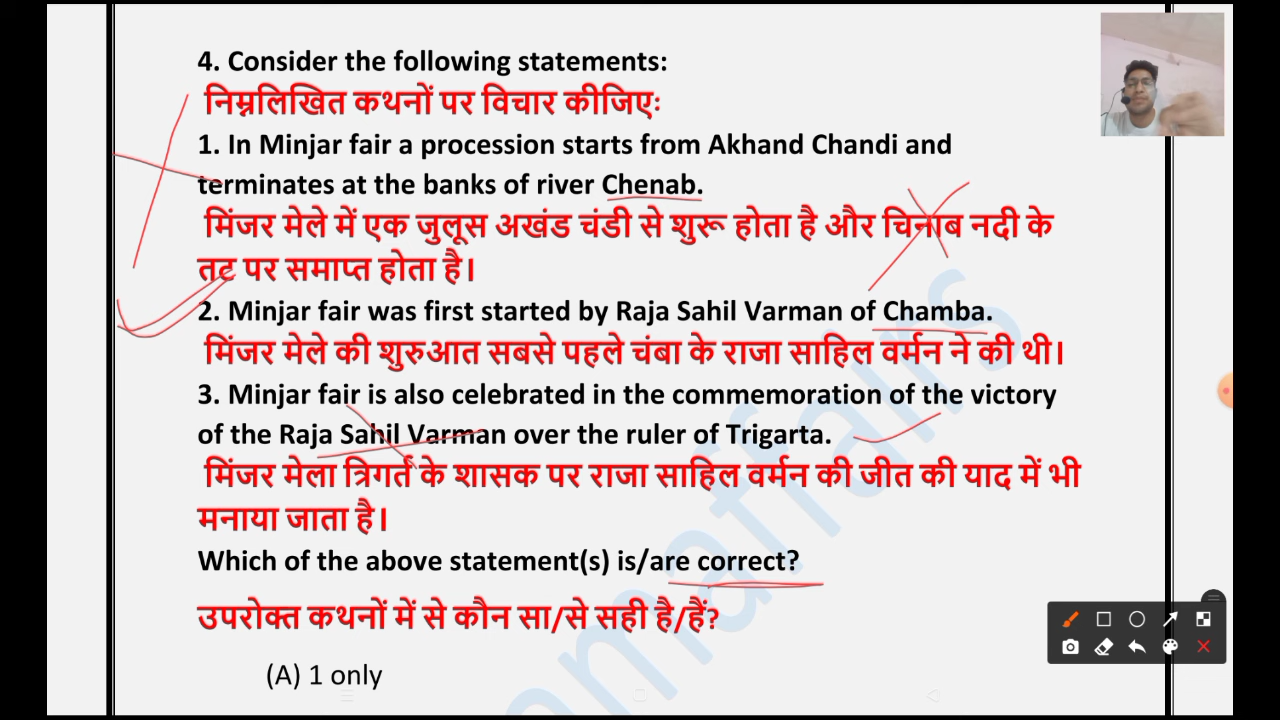 4. Consider the following statements:
निम्नलिखित कथनों पर विचार कीजिएः
1. In Minjar fair a procession starts from Akhand Chandi and
terminates at the banks of river Chenab.
मिंजर मेले में एक जुलूस अखंड चंडी से शुरू होता है और चिनाब नदी के
तट पर समाप्त होता है।
2. Minjar fair was first started by Raja Sahil Varman of Chamba.
मिंजर मेले की शुरुआत सबसे पहले चंबा के राजा साहिल वर्मन ने की थी।
3. Minjar fair is also celebrated in the commemoration of the victory
of the Raja Sahil Varman over the ruler of Trigarta.
मिंजर मेला त्रिगर्त के शासक पर राजा साहिल वर्मन की जीत की याद में भी
मनाया जाता है।
Which of the above statement(s) is/are correct?
उपरोक्त कथनों में से कौन सा/से सही है/हैं?
(A) 1 only